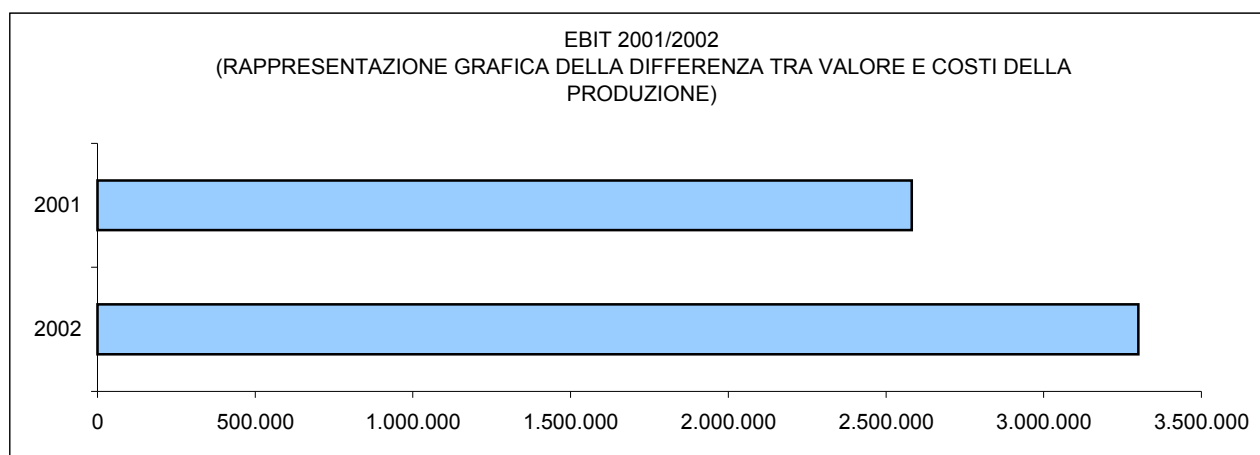 EBIT 2001/2002
(RAPPRESENTAZIONE GRAFICA DELLA DIFFERENZA TRA VALORE E COSTI DELLA
PRODUZIONE)
2001
2002
0 500.000 1.000.000 1.500.000 2.000.000 2.500.000 3.000.000 3.500.000